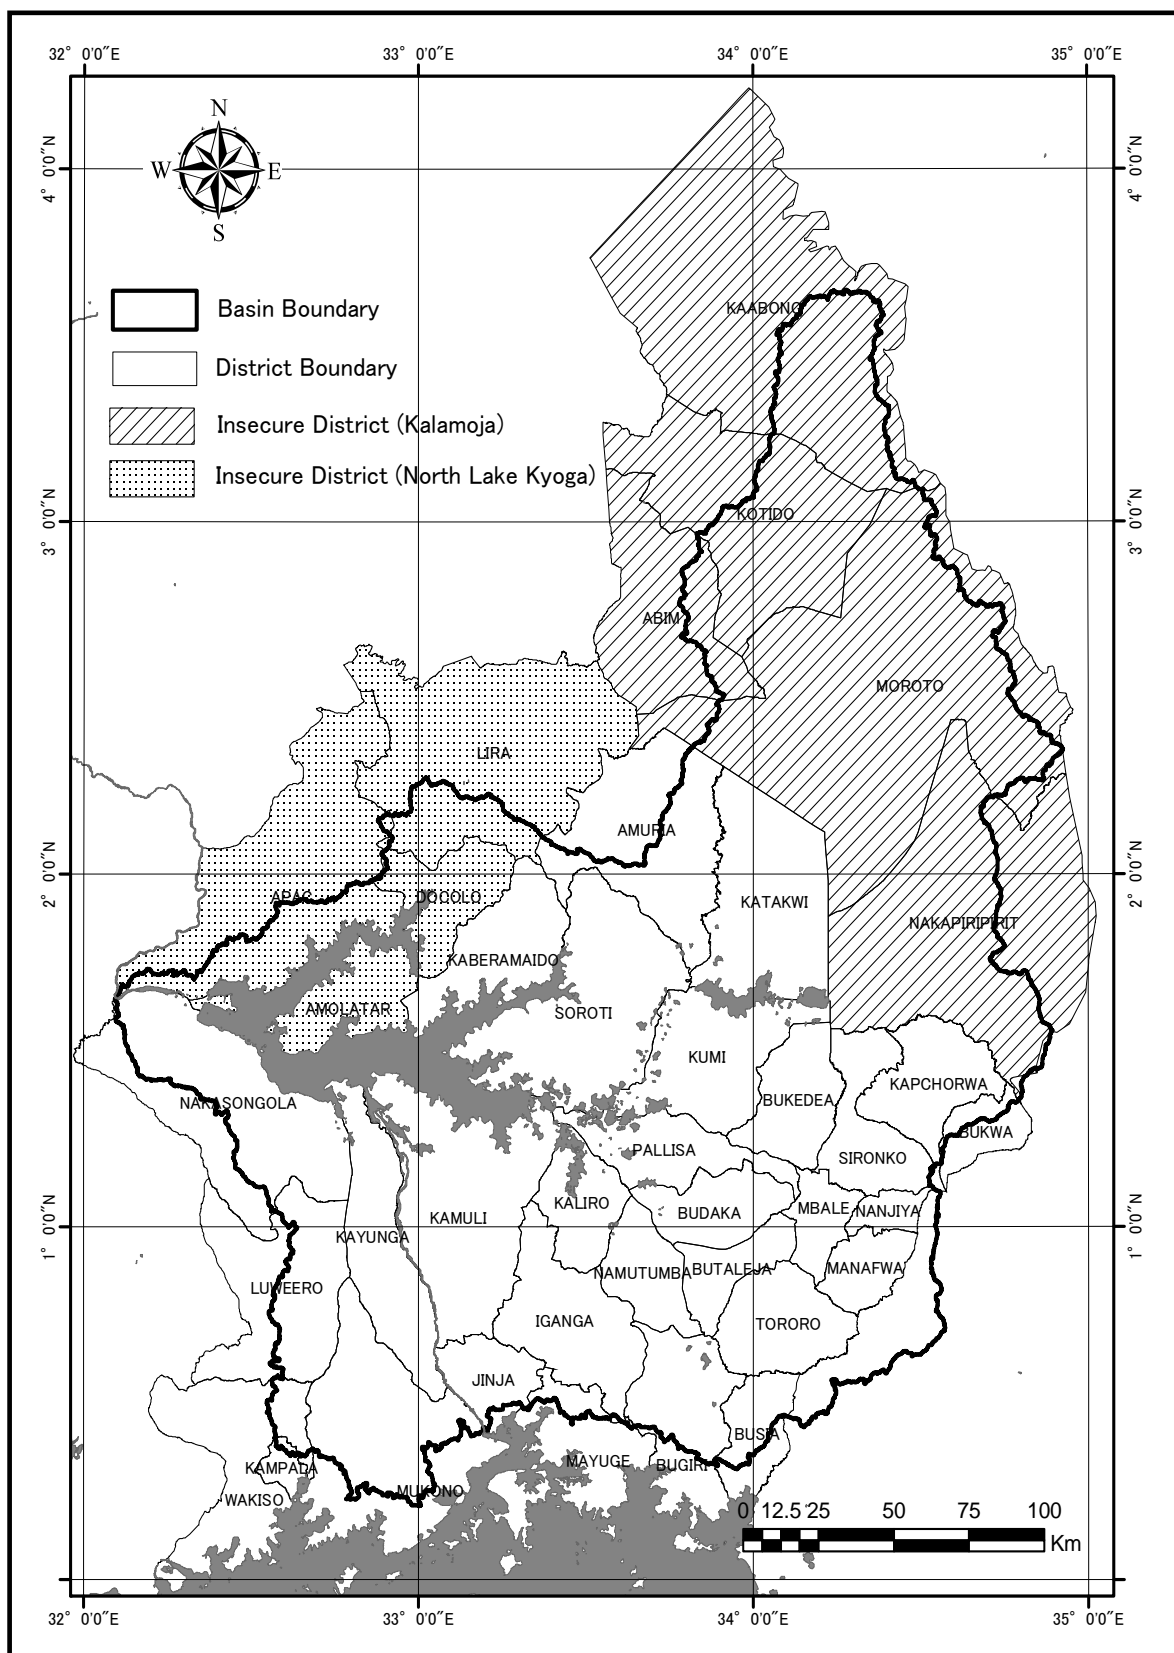 32° 0'0"E 33° 0'0"E 34° 0'0"E 35° 0'0"E
N
W E
S
4° 0'0"N
4° 0'0"N
Basin Boundary
District Boundary
Insecure District (Kalamoja)
Insecure District (North Lake Kyoga)
KAABONG
3° 0'0"N
KOTIDO
3° 0'0"N
ABIM
MOROTO
LIRA
AMURIA
2° 0'0"N
2° 0'0"N
APAC
DOCOLO
KATAKWI
NAKAPIRIPIRIT
KABERAMAIDO
AMOLATAR
SOROTI
KUMI
KAPCHORWA
NAKASONGOLA
BUKEDEA
BUKWA
PALLISA
SIRONKO
KALIRO
MBALE
NANJIYA
KAMULI
BUDAKA
1° 0'0"N
1° 0'0"N
KAYUNGA
NAMUTUMBA
BUTALEJA
MANAFWA
LUWEERO
IGANGA
TORORO
JINJA
BUSIA
KAMPALA
MAYUGE
BUGIRI
WAKISO
MUKONO
0 12.5 25 50 75 100
Km
32° 0'0"E 33° 0'0"E 34° 0'0"E 35° 0'0"E